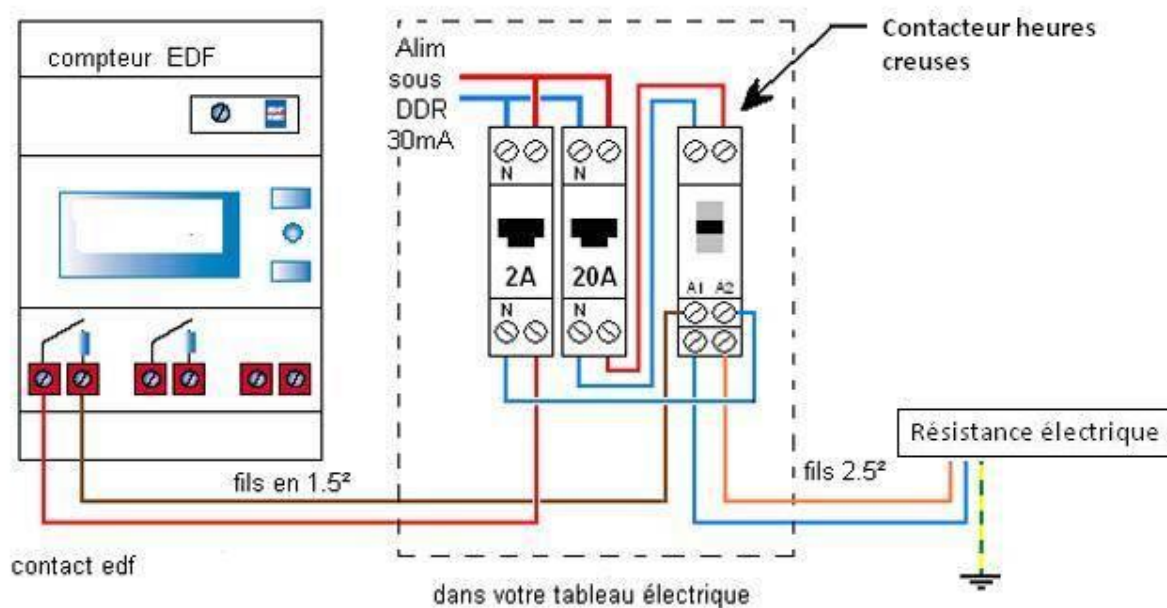 compteur EDF
Alim
sous
DDR
30mA
Contacteur heures
creuses
N
N
2A
20A
A1 A2
N
N
Résistance électrique
fils en 1.5²
fils 2.5²
contact edf
dans votre tableau électrique